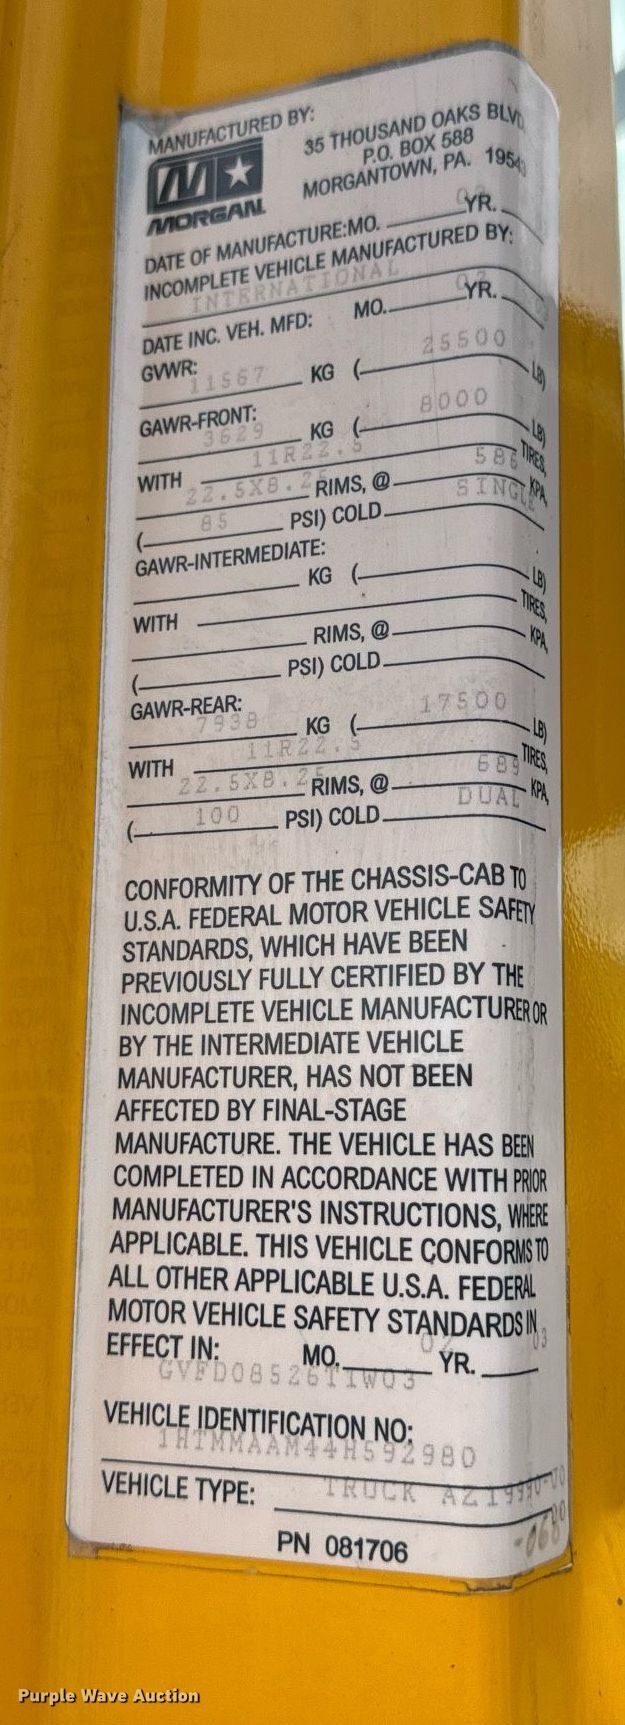 MANUFACTURED BY:
35 THOUSAND OAKS BLVD
P.O. BOX 588
MORGANTOWN, PA. 19543
MORGAN
DATE OF MANUFACTURE: MO. YR.
INCOMPLETE VEHICLE MANUFACTURED BY:
INTERNATIONAL
DATE INC. VEH. MFD: MO. 02 YR.
GVWR:
11567 KG ( 25500 LB)
GAWR-FRONT:
3629 KG ( 8000 LB)
WITH 11R22.5 TIRES,
22.5X8.25 RIMS, @ 586 KPA,
( 85 PSI) COLD SINGLE
GAWR-INTERMEDIATE:
KG ( LB)
WITH TIRES,
RIMS, @ KPA,
( PSI) COLD
GAWR-REAR:
7938 KG ( 17500 LB)
WITH 11R22.5 TIRES,
22.5X8.25 RIMS, @ 689 KPA,
( 100 PSI) COLD DUAL
CONFORMITY OF THE CHASSIS-CAB TO
U.S.A. FEDERAL MOTOR VEHICLE SAFETY
STANDARDS, WHICH HAVE BEEN
PREVIOUSLY FULLY CERTIFIED BY THE
INCOMPLETE VEHICLE MANUFACTURER OR
BY THE INTERMEDIATE VEHICLE
MANUFACTURER, HAS NOT BEEN
AFFECTED BY FINAL-STAGE
MANUFACTURE. THE VEHICLE HAS BEEN
COMPLETED IN ACCORDANCE WITH PRIOR
MANUFACTURER'S INSTRUCTIONS, WHERE
APPLICABLE. THIS VEHICLE CONFORMS TO
ALL OTHER APPLICABLE U.S.A. FEDERAL
MOTOR VEHICLE SAFETY STANDARDS IN
EFFECT IN: MO. 02 YR. 03
GVFD08526T1W03
VEHICLE IDENTIFICATION NO:
1HTMMAAM44H592980
VEHICLE TYPE: TRUCK
PN 081706
Purple Wave Auction